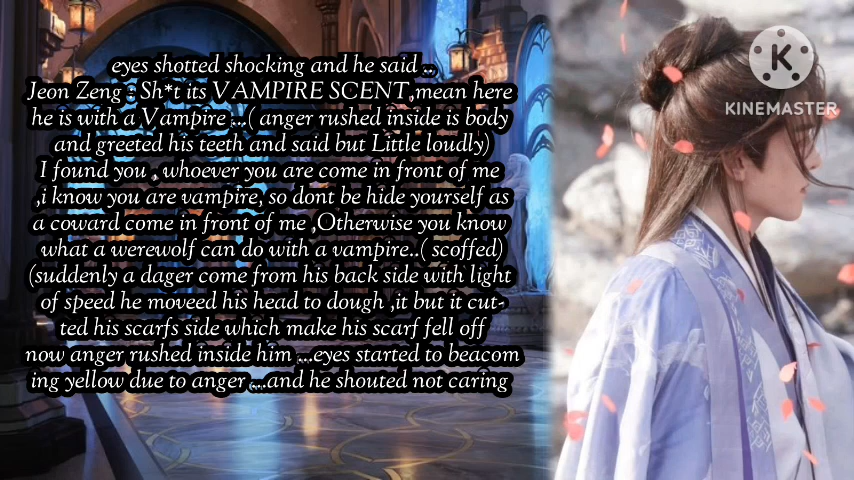 eyes shotted shocking and he said ..
Jeon Zeng : Sh*t its VAMPIRE SCENT,mean here
he is with a Vampire ...( anger rushed inside is body
and greeted his teeth and said but Little loudly)
I found you , whoever you are come in front of me
,i know you are vampire, so dont be hide yourself as
a coward come in front of me ,Otherwise you know
what a werewolf can do with a vampire..( scoffed)
(suddenly a dager come from his back side with light
of speed he moveed his head to dough ,it but it cut-
ted his scarfs side which make his scarf fell off
now anger rushed inside him ...eyes started to beacom
ing yellow due to anger ...and he shouted not caring
KINEMASTER